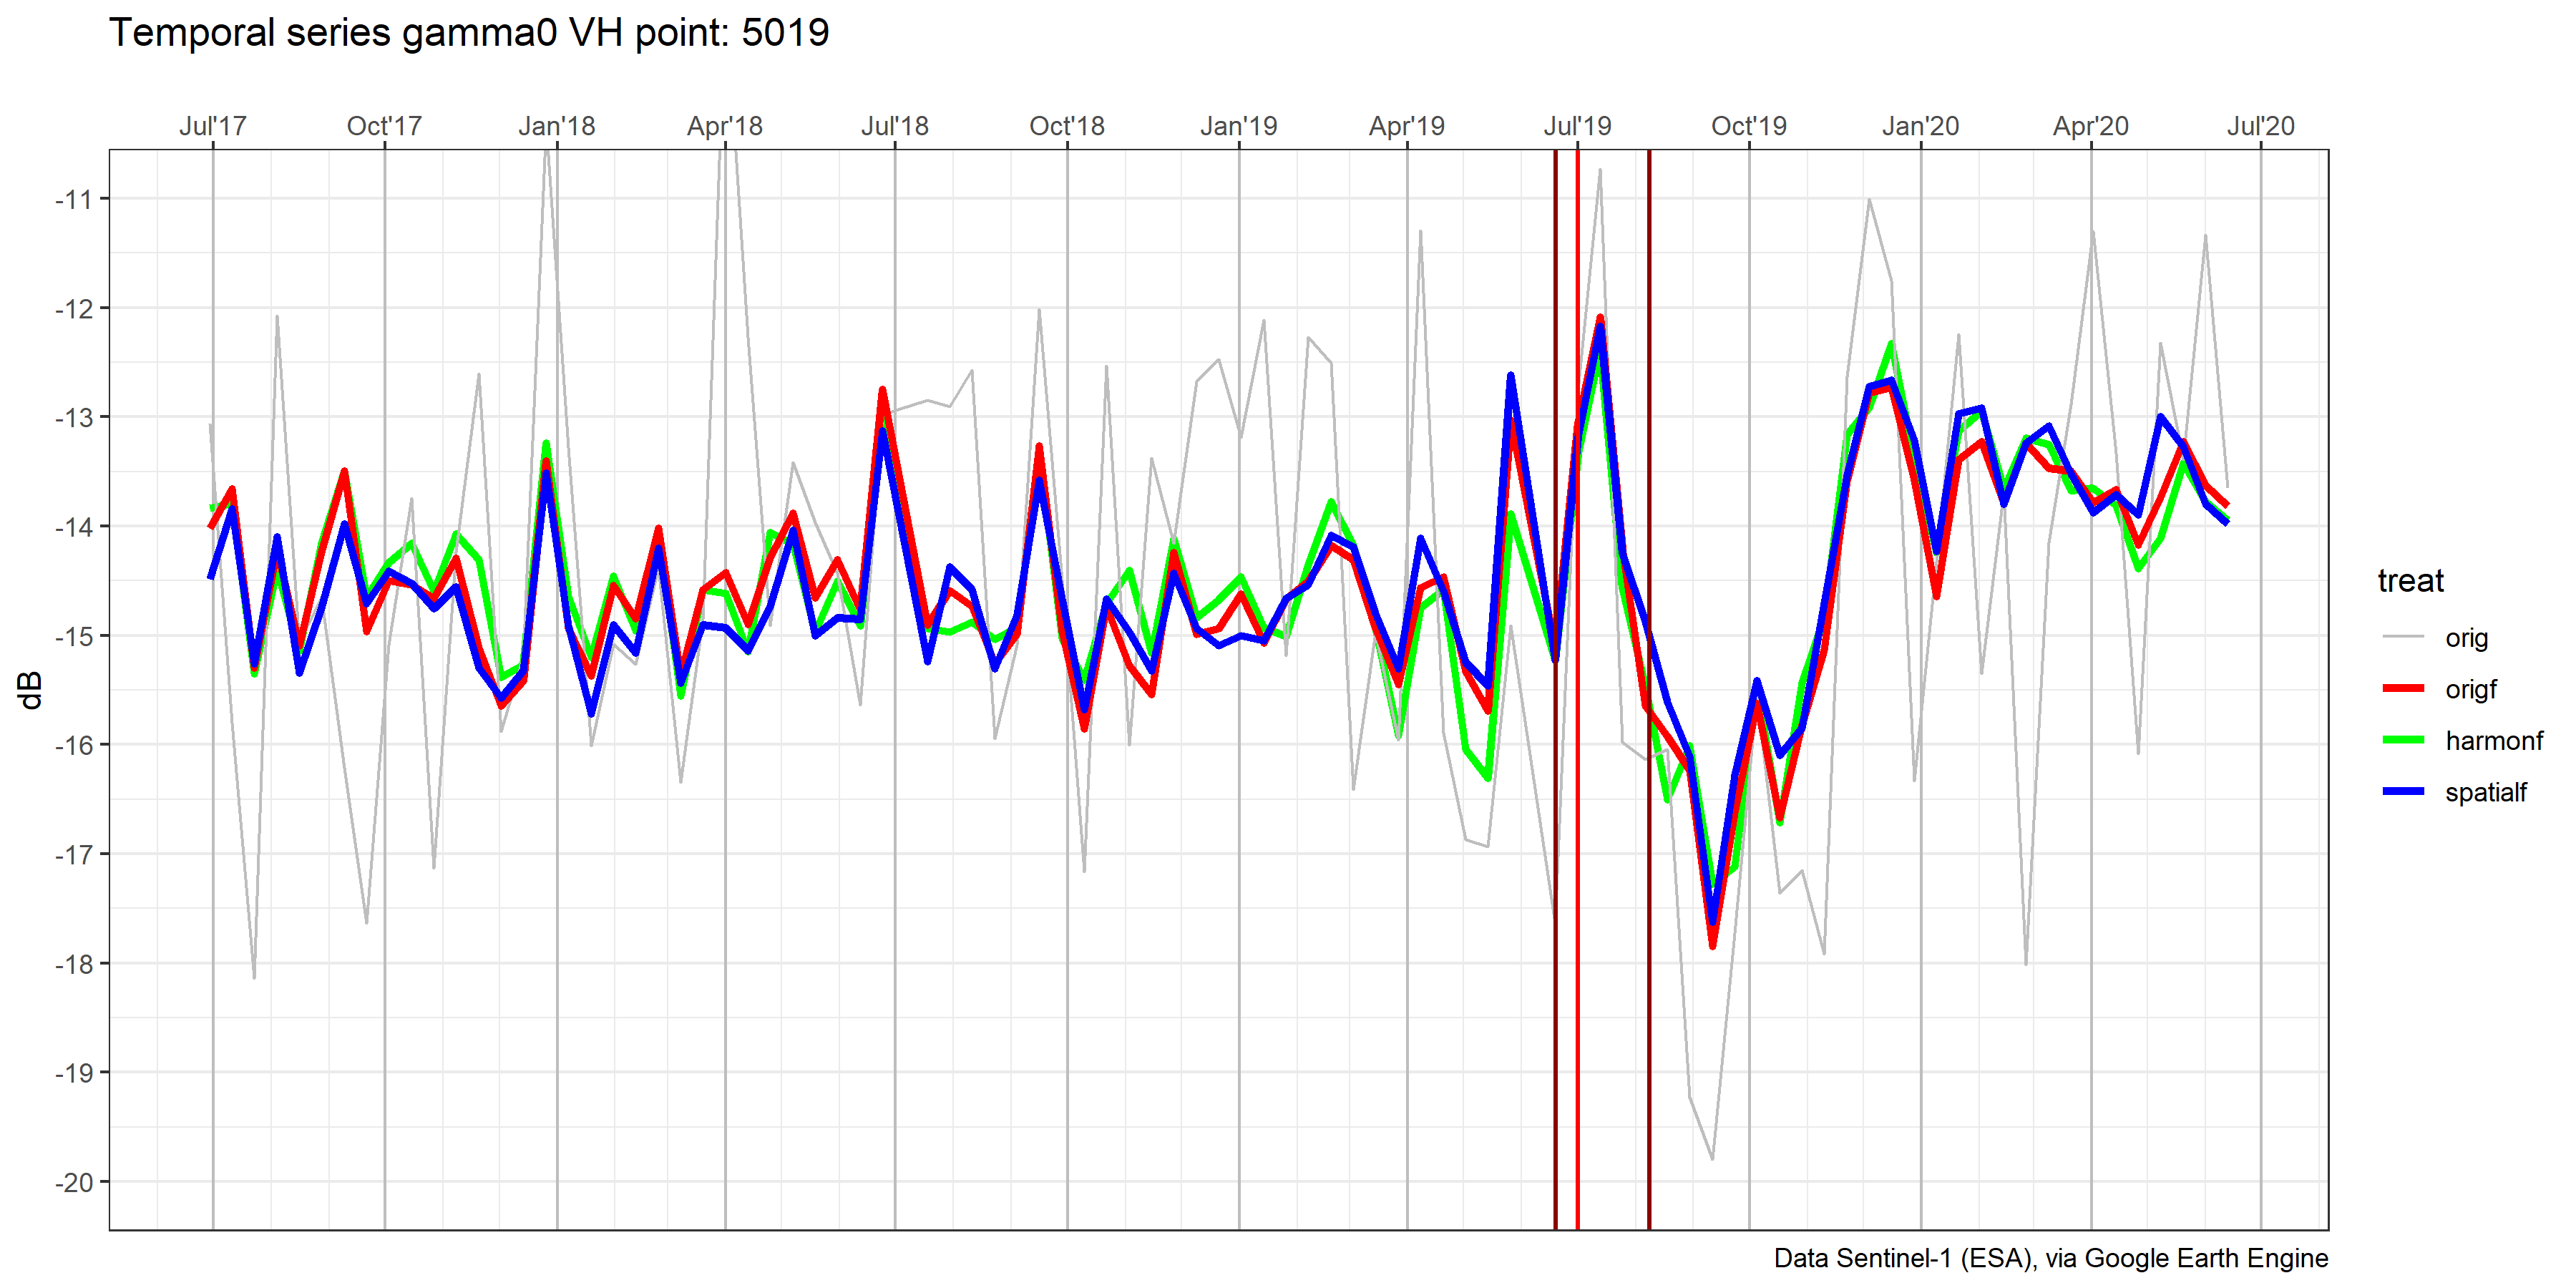 Temporal series gamma0 VH point: 5019
Jul'17 Oct'17 Jan'18 Apr'18 Jul'18 Oct'18 Jan'19 Apr'19 Jul'19 Oct'19 Jan'20 Apr'20 Jul'20
-11
-12
-13
-14
-15
-16
-17
-18
-19
-20
dB
treat
orig
origf
harmonf
spatialf
Data Sentinel-1 (ESA), via Google Earth Engine